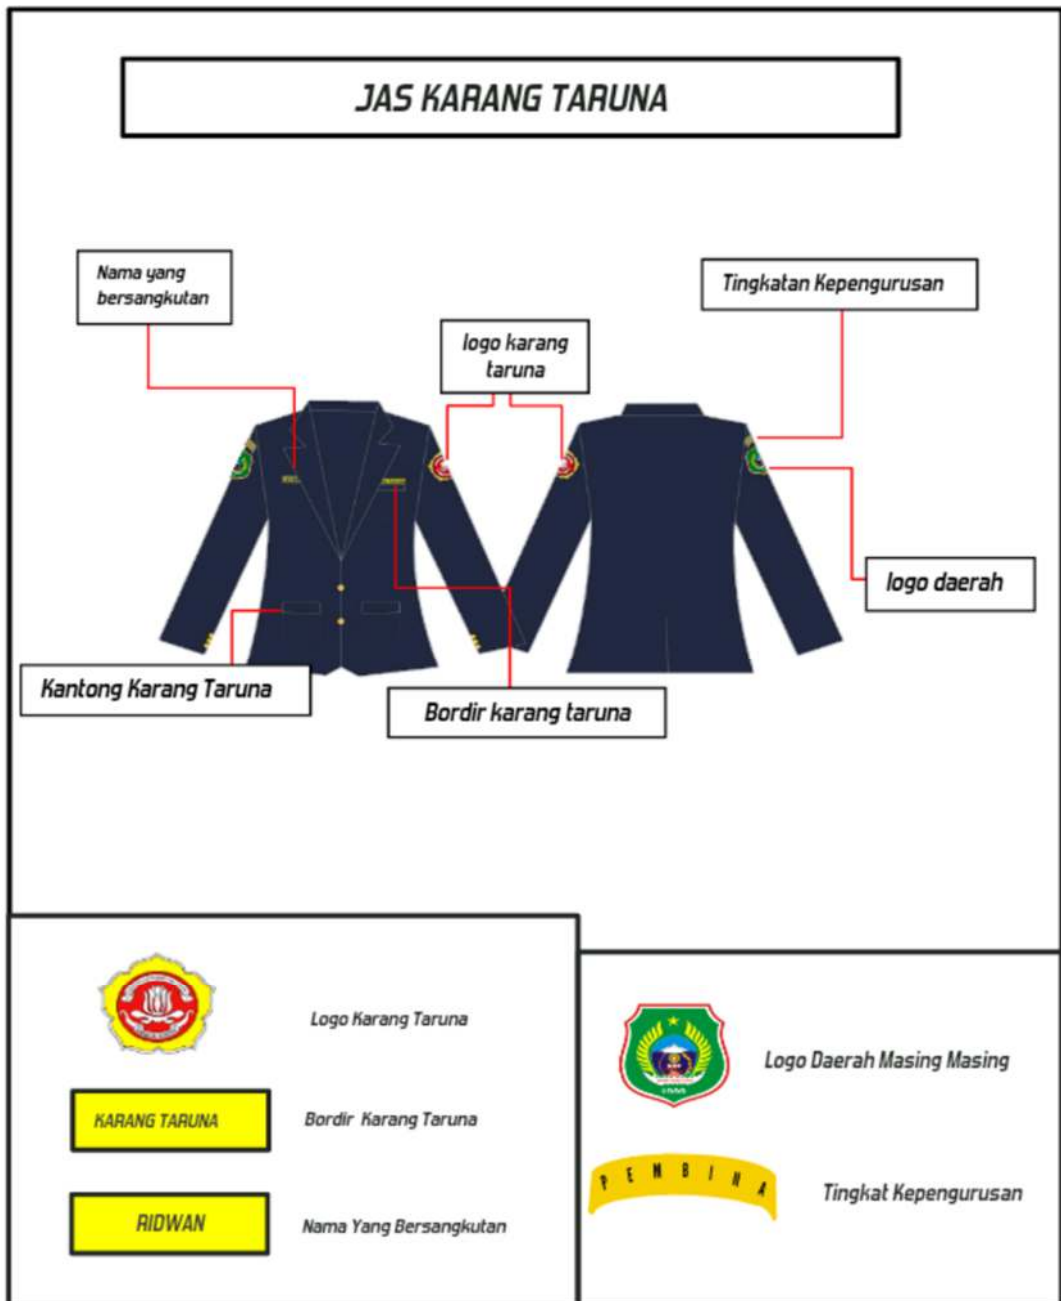 JAS KARANG TARUNA
Nama yang
bersangkutan
Tingkatan Kepengurusan
logo karang
taruna
logo daerah
Kantong Karang Taruna
Bordir karang taruna
Logo Karang Taruna
KARANG TARUNA
Bordir Karang Taruna
RIDWAN
Nama Yang Bersangkutan
Logo Daerah Masing Masing
PEMBINA
Tingkat Kepengurusan